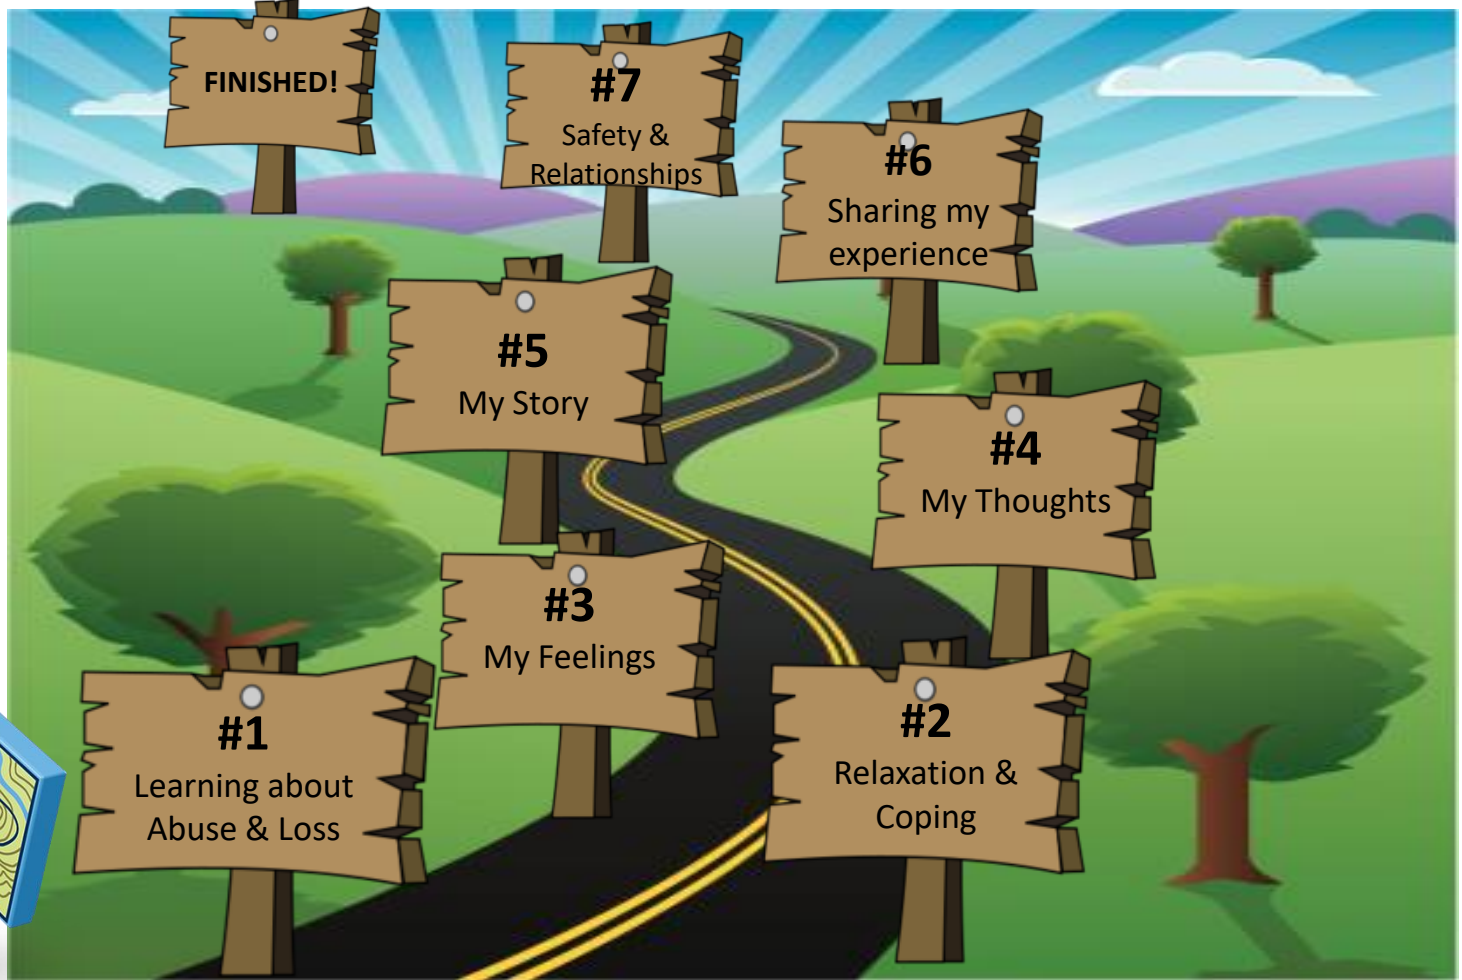 FINISHED!
#7
Safety &
Relationships
#6
Sharing my
experience
#5
My Story
#4
My Thoughts
#3
My Feelings
#1
Learning about
Abuse & Loss
#2
Relaxation &
Coping